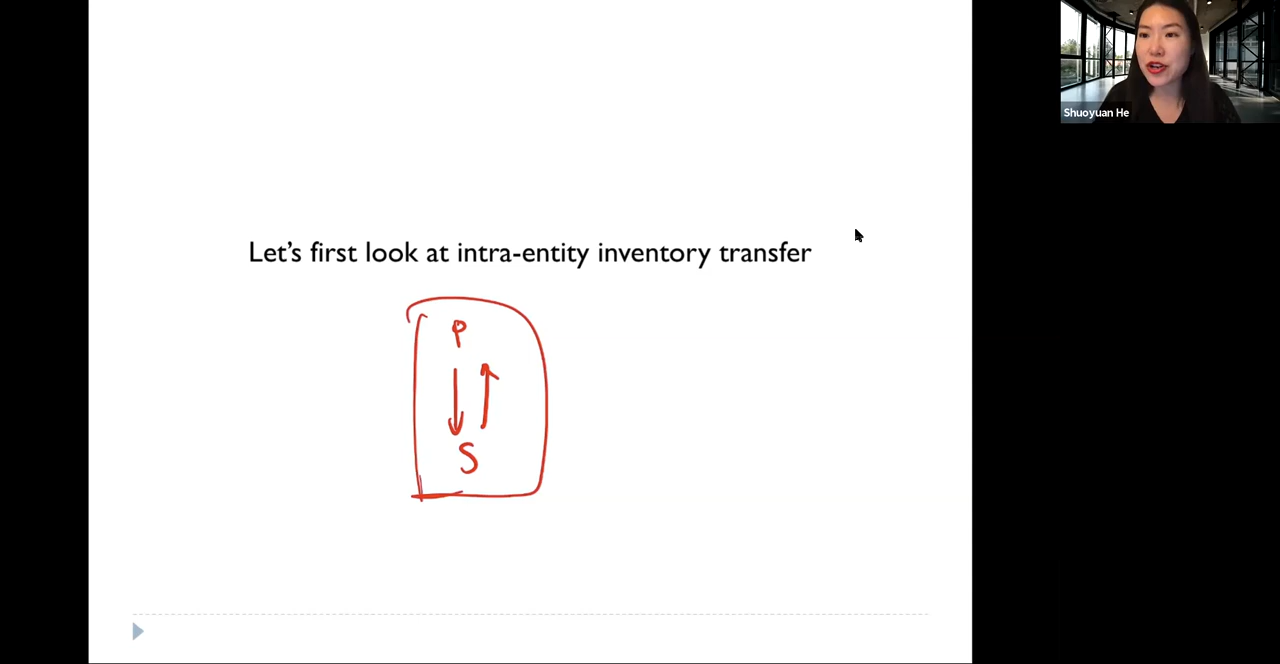 Shuoyuan He
Let's first look at intra-entity inventory transfer
P
S